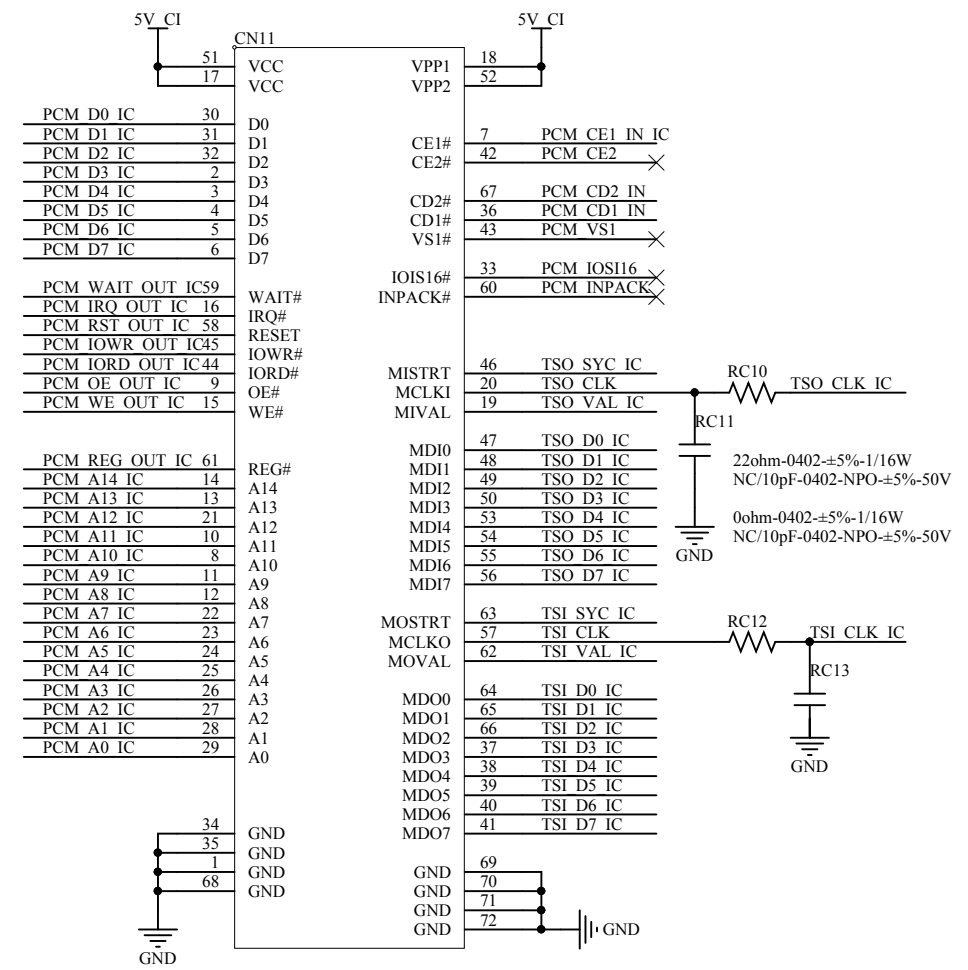 5V_CI
5V_CI
CN11
51 VCC
17 VCC
PCM_D0_IC 30 D0
PCM_D1_IC 31 D1
PCM_D2_IC 32 D2
PCM_D3_IC 2 D3
PCM_D4_IC 3 D4
PCM_D5_IC 4 D5
PCM_D6_IC 5 D6
PCM_D7_IC 6 D7
PCM_WAIT_OUT_IC 59 WAIT#
PCM_IRQ_OUT_IC 16 IRQ#
PCM_RST_OUT_IC 58 RESET
PCM_IOWR_OUT_IC 45 IOWR#
PCM_IORD_OUT_IC 44 IORD#
PCM_OE_OUT_IC 9 OE#
PCM_WE_OUT_IC 15 WE#
PCM_REG_OUT_IC 61 REG#
PCM_A14_IC 14 A14
PCM_A13_IC 13 A13
PCM_A12_IC 21 A12
PCM_A11_IC 10 A11
PCM_A10_IC 8 A10
PCM_A9_IC 11 A9
PCM_A8_IC 12 A8
PCM_A7_IC 22 A7
PCM_A6_IC 23 A6
PCM_A5_IC 24 A5
PCM_A4_IC 25 A4
PCM_A3_IC 26 A3
PCM_A2_IC 27 A2
PCM_A1_IC 28 A1
PCM_A0_IC 29 A0
34 GND
35 GND
1 GND
68 GND
GND
VPP1 18
VPP2 52
CE1# 7 PCM_CE1_IN_IC
CE2# 42 PCM_CE2
CD2# 67 PCM_CD2_IN
CD1# 36 PCM_CD1_IN
VS1# 43 PCM_VS1
IOIS16# 33 PCM_IOSI16
INPACK# 60 PCM_INPACK
MISTRT 46 TSO_SYC_IC
MCLKI 20 TSO_CLK
MIVAL 19 TSO_VAL_IC
MDI0 47 TSO_D0_IC
MDI1 48 TSO_D1_IC
MDI2 49 TSO_D2_IC
MDI3 50 TSO_D3_IC
MDI4 53 TSO_D4_IC
MDI5 54 TSO_D5_IC
MDI6 55 TSO_D6_IC
MDI7 56 TSO_D7_IC
MOSTRT 63 TSI_SYC_IC
MCLKO 57 TSI_CLK
MOVAL 62 TSI_VAL_IC
MDO0 64 TSI_D0_IC
MDO1 65 TSI_D1_IC
MDO2 66 TSI_D2_IC
MDO3 37 TSI_D3_IC
MDO4 38 TSI_D4_IC
MDO5 39 TSI_D5_IC
MDO6 40 TSI_D6_IC
MDO7 41 TSI_D7_IC
GND 69
GND 70
GND 71
GND 72
GND
RC10
TSO_CLK_IC
RC11
22ohm-0402-±5%-1/16W
NC/10pF-0402-NPO-±5%-50V
0ohm-0402-±5%-1/16W
NC/10pF-0402-NPO-±5%-50V
GND
RC12
TSI_CLK_IC
RC13
GND